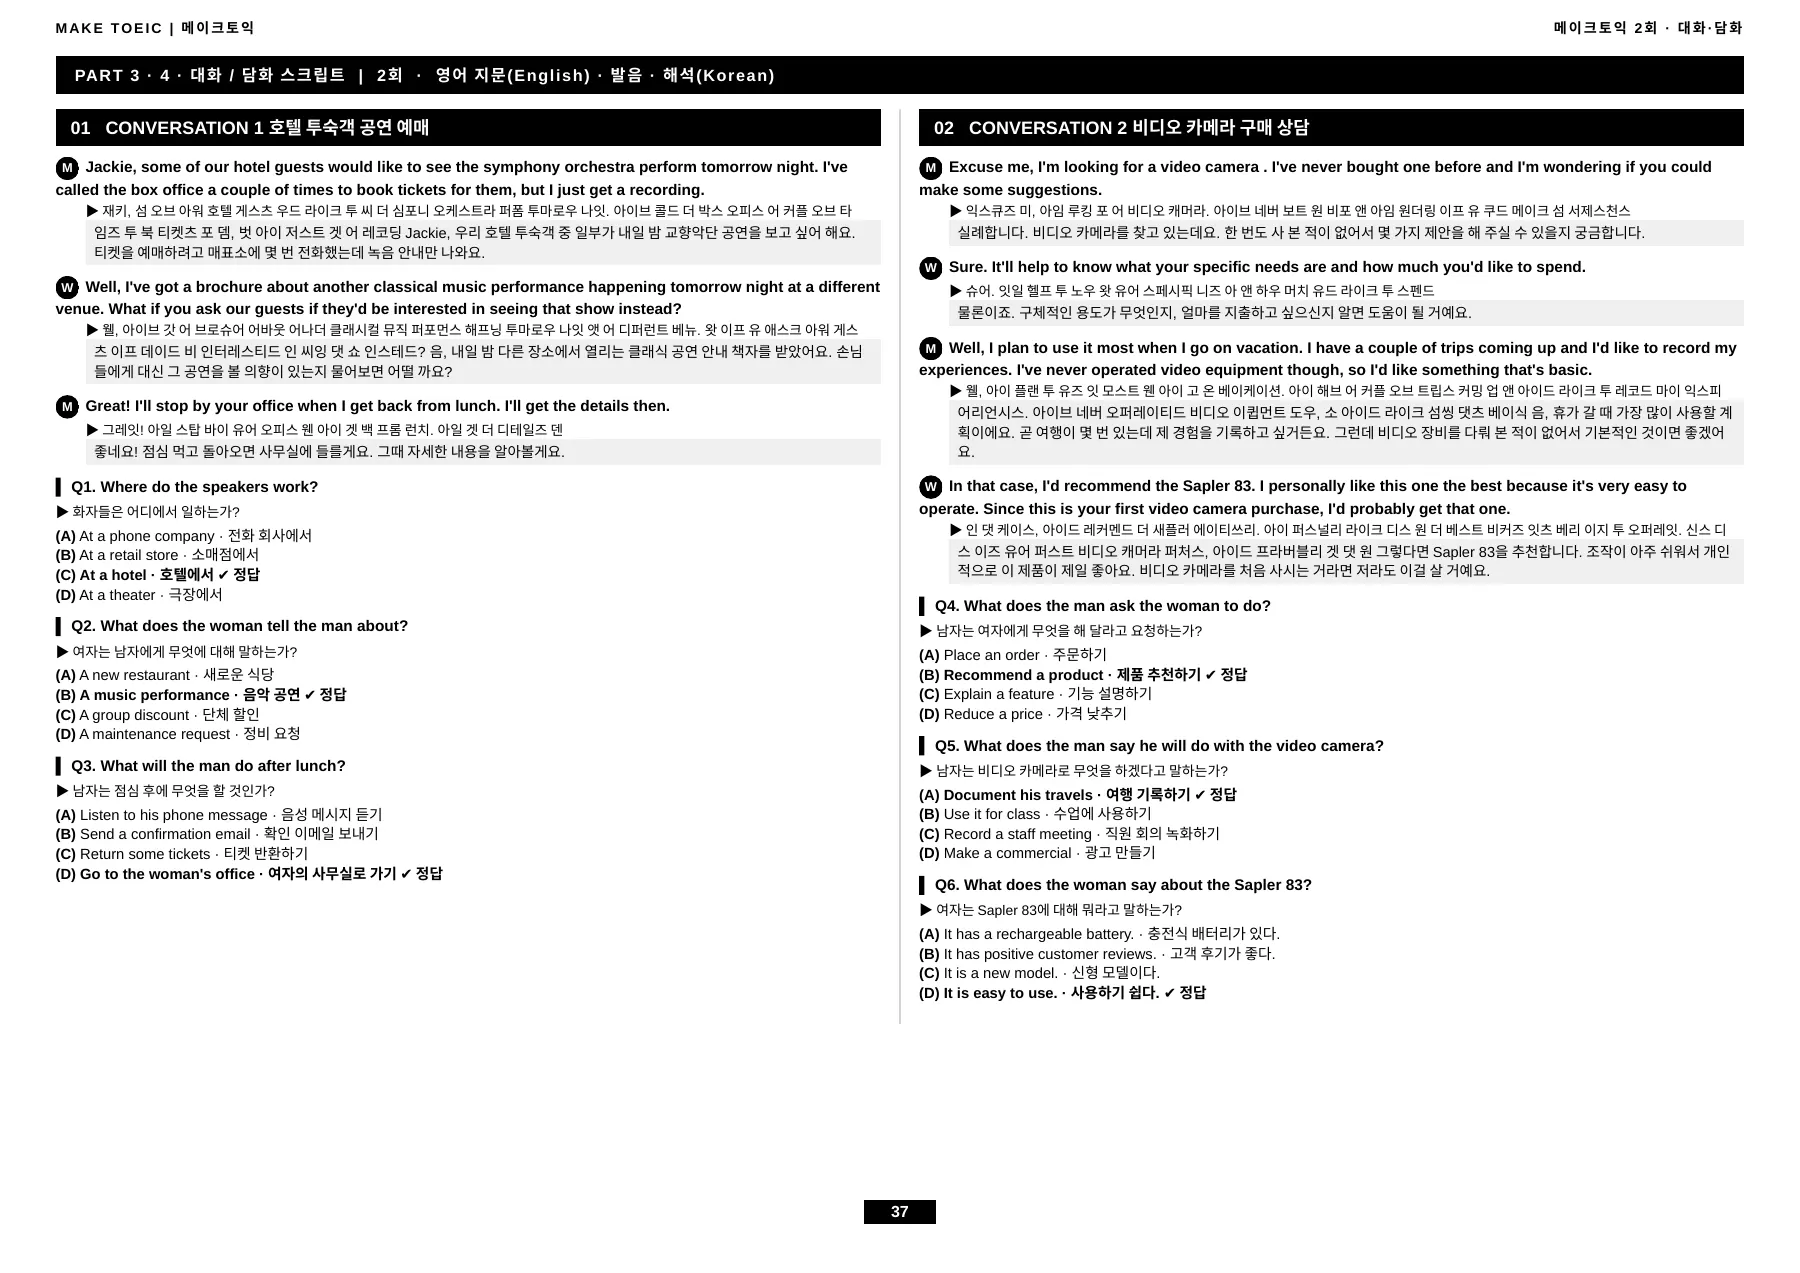 MAKE TOEIC | 메이크토익
메이크토익 2회 · 대화·담화
PART 3 · 4 · 대화 / 담화 스크립트 | 2회 · 영어 지문(English) · 발음 · 해석(Korean)
01 CONVERSATION 1 호텔 투숙객 공연 예매
M Jackie, some of our hotel guests would like to see the symphony orchestra perform tomorrow night. I've
called the box office a couple of times to book tickets for them, but I just get a recording.
▶ 재키, 섬 오브 아워 호텔 게스츠 우드 라이크 투 씨 더 심포니 오케스트라 퍼폼 투마로우 나잇. 아이브 콜드 더 박스 오피스 어 커플 오브 타
임즈 투 북 티켓츠 포 뎀, 벗 아이 저스트 겟 어 레코딩 Jackie, 우리 호텔 투숙객 중 일부가 내일 밤 교향악단 공연을 보고 싶어 해요.
티켓을 예매하려고 매표소에 몇 번 전화했는데 녹음 안내만 나와요.
W Well, I've got a brochure about another classical music performance happening tomorrow night at a different
venue. What if you ask our guests if they'd be interested in seeing that show instead?
▶ 웰, 아이브 갓 어 브로슈어 어바웃 어나더 클래시컬 뮤직 퍼포먼스 해프닝 투마로우 나잇 앳 어 디퍼런트 베뉴. 왓 이프 유 애스크 아워 게스
츠 이프 데이드 비 인터레스티드 인 씨잉 댓 쇼 인스테드? 음, 내일 밤 다른 장소에서 열리는 클래식 공연 안내 책자를 받았어요. 손님
들에게 대신 그 공연을 볼 의향이 있는지 물어보면 어떨 까요?
M Great! I'll stop by your office when I get back from lunch. I'll get the details then.
▶ 그레잇! 아일 스탑 바이 유어 오피스 웬 아이 겟 백 프롬 런치. 아일 겟 더 디테일즈 덴
좋네요! 점심 먹고 돌아오면 사무실에 들를게요. 그때 자세한 내용을 알아볼게요.
Q1. Where do the speakers work?
▶ 화자들은 어디에서 일하는가?
(A) At a phone company · 전화 회사에서
(B) At a retail store · 소매점에서
(C) At a hotel · 호텔에서 ✔ 정답
(D) At a theater · 극장에서
Q2. What does the woman tell the man about?
▶ 여자는 남자에게 무엇에 대해 말하는가?
(A) A new restaurant · 새로운 식당
(B) A music performance · 음악 공연 ✔ 정답
(C) A group discount · 단체 할인
(D) A maintenance request · 정비 요청
Q3. What will the man do after lunch?
▶ 남자는 점심 후에 무엇을 할 것인가?
(A) Listen to his phone message · 음성 메시지 듣기
(B) Send a confirmation email · 확인 이메일 보내기
(C) Return some tickets · 티켓 반환하기
(D) Go to the woman's office · 여자의 사무실로 가기 ✔ 정답
02 CONVERSATION 2 비디오 카메라 구매 상담
M Excuse me, I'm looking for a video camera . I've never bought one before and I'm wondering if you could
make some suggestions.
▶ 익스큐즈 미, 아임 루킹 포 어 비디오 캐머라. 아이브 네버 보트 원 비포 앤 아임 원더링 이프 유 쿠드 메이크 섬 서제스천스
실례합니다. 비디오 카메라를 찾고 있는데요. 한 번도 사 본 적이 없어서 몇 가지 제안을 해 주실 수 있을지 궁금합니다.
W Sure. It'll help to know what your specific needs are and how much you'd like to spend.
▶ 슈어. 잇일 헬프 투 노우 왓 유어 스페시픽 니즈 아 앤 하우 머치 유드 라이크 투 스펜드
물론이죠. 구체적인 용도가 무엇인지, 얼마를 지출하고 싶으신지 알면 도움이 될 거예요.
M Well, I plan to use it most when I go on vacation. I have a couple of trips coming up and I'd like to record my
experiences. I've never operated video equipment though, so I'd like something that's basic.
▶ 웰, 아이 플랜 투 유즈 잇 모스트 웬 아이 고 온 베이케이션. 아이 해브 어 커플 오브 트립스 커밍 업 앤 아이드 라이크 투 레코드 마이 익스피
어리언시스. 아이브 네버 오퍼레이티드 비디오 이큅먼트 도우, 소 아이드 라이크 섬씽 댓츠 베이식 음, 휴가 갈 때 가장 많이 사용할 계
획이에요. 곧 여행이 몇 번 있는데 제 경험을 기록하고 싶거든요. 그런데 비디오 장비를 다뤄 본 적이 없어서 기본적인 것이면 좋겠어
요.
W In that case, I'd recommend the Sapler 83. I personally like this one the best because it's very easy to
operate. Since this is your first video camera purchase, I'd probably get that one.
▶ 인 댓 케이스, 아이드 레커멘드 더 새플러 에이티쓰리. 아이 퍼스널리 라이크 디스 원 더 베스트 비커즈 잇츠 베리 이지 투 오퍼레잇. 신스 디
스 이즈 유어 퍼스트 비디오 캐머라 퍼처스, 아이드 프라버블리 겟 댓 원 그렇다면 Sapler 83을 추천합니다. 조작이 아주 쉬워서 개인
적으로 이 제품이 제일 좋아요. 비디오 카메라를 처음 사시는 거라면 저라도 이걸 살 거예요.
Q4. What does the man ask the woman to do?
▶ 남자는 여자에게 무엇을 해 달라고 요청하는가?
(A) Place an order · 주문하기
(B) Recommend a product · 제품 추천하기 ✔ 정답
(C) Explain a feature · 기능 설명하기
(D) Reduce a price · 가격 낮추기
Q5. What does the man say he will do with the video camera?
▶ 남자는 비디오 카메라로 무엇을 하겠다고 말하는가?
(A) Document his travels · 여행 기록하기 ✔ 정답
(B) Use it for class · 수업에 사용하기
(C) Record a staff meeting · 직원 회의 녹화하기
(D) Make a commercial · 광고 만들기
Q6. What does the woman say about the Sapler 83?
▶ 여자는 Sapler 83에 대해 뭐라고 말하는가?
(A) It has a rechargeable battery. · 충전식 배터리가 있다.
(B) It has positive customer reviews. · 고객 후기가 좋다.
(C) It is a new model. · 신형 모델이다.
(D) It is easy to use. · 사용하기 쉽다. ✔ 정답
37